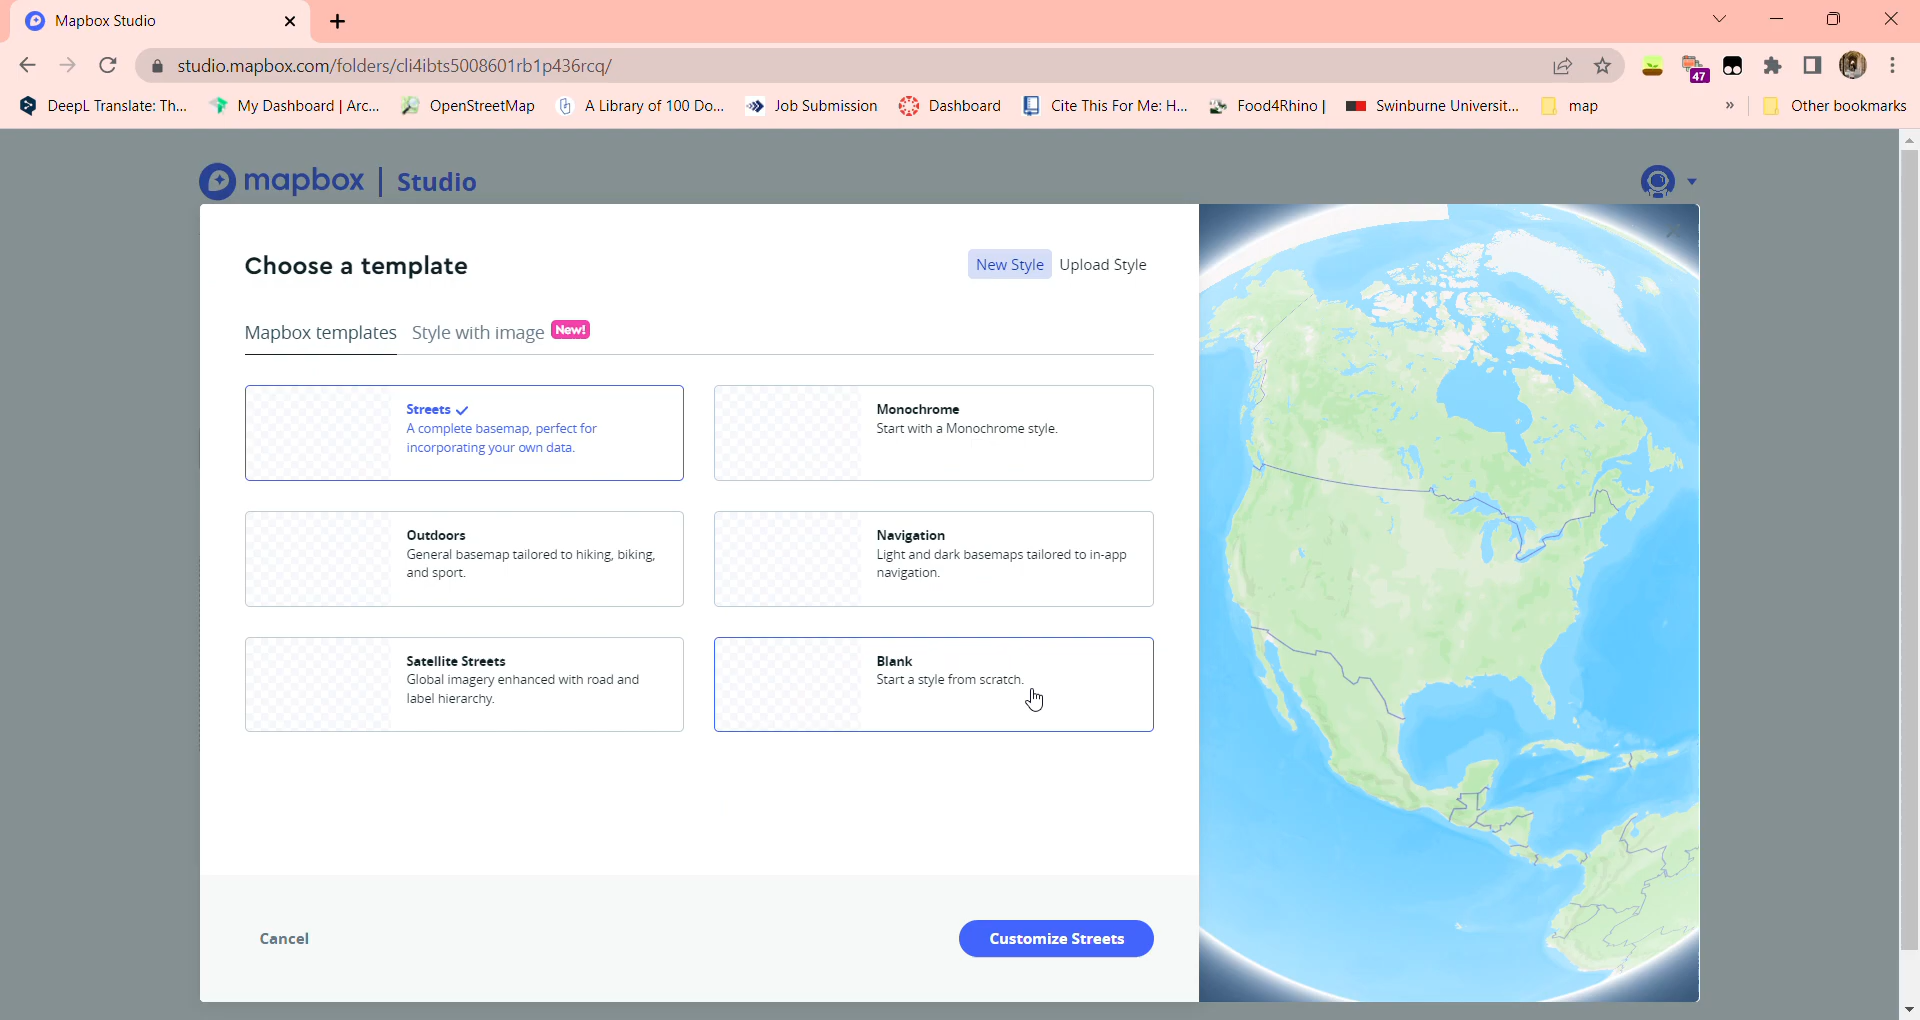 Mapbox Studio
studio.mapbox.com/folders/cli4ibts5008601rb1p436rcq/
47
DeepL Translate: Th...
My Dashboard | Arc...
OpenStreetMap
A Library of 100 Do...
Job Submission
Dashboard
Cite This For Me: H...
Food4Rhino |
Swinburne Universit...
map
»
Other bookmarks
mapbox | Studio
Choose a template
New Style
Upload Style
Mapbox templates
Style with image
New!
Streets
A complete basemap, perfect for
incorporating your own data.
Monochrome
Start with a Monochrome style.
Outdoors
General basemap tailored to hiking, biking,
and sport.
Navigation
Light and dark basemaps tailored to in-app
navigation.
Satellite Streets
Global imagery enhanced with road and
label hierarchy.
Blank
Start a style from scratch.
Cancel
Customize Streets